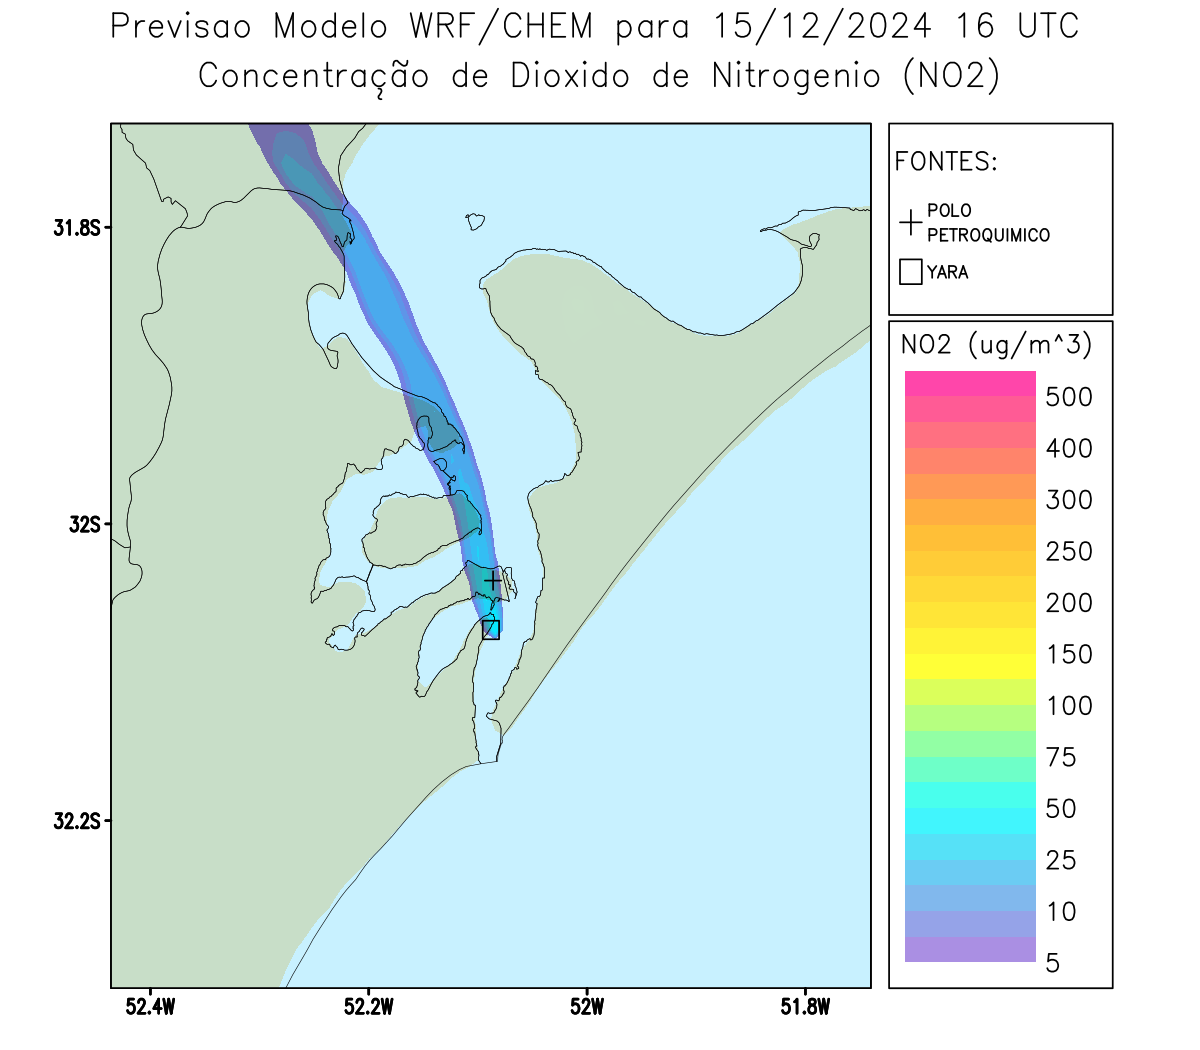 Previsao Modelo WRF/CHEM para 15/12/2024 16 UTC
Concentração de Dioxido de Nitrogenio (NO2)
FONTES:
POLO
PETROQUIMICO
YARA
31.8S
32S
32.2S
52.4W
52.2W
52W
51.8W
NO2 (ug/m^3)
500
400
300
250
200
150
100
75
50
25
10
5